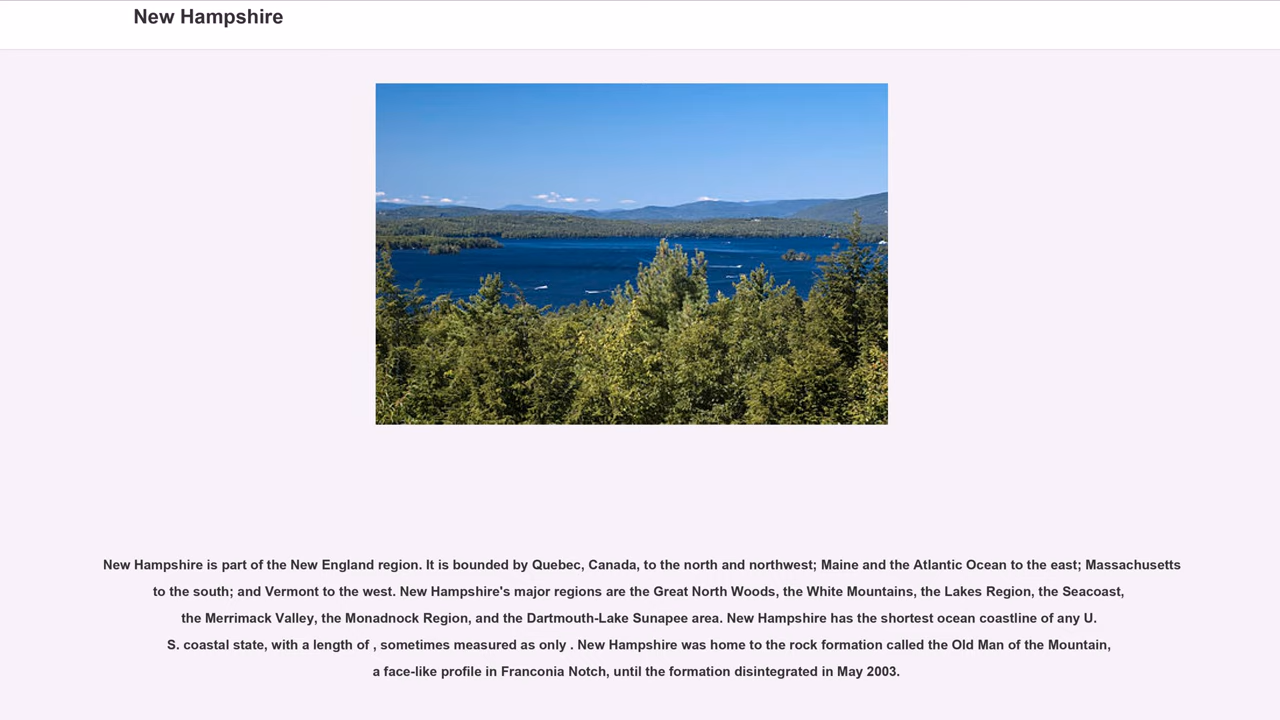 New Hampshire
New Hampshire is part of the New England region. It is bounded by Quebec, Canada, to the north and northwest; Maine and the Atlantic Ocean to the east; Massachusetts
to the south; and Vermont to the west. New Hampshire's major regions are the Great North Woods, the White Mountains, the Lakes Region, the Seacoast,
the Merrimack Valley, the Monadnock Region, and the Dartmouth-Lake Sunapee area. New Hampshire has the shortest ocean coastline of any U.
S. coastal state, with a length of , sometimes measured as only . New Hampshire was home to the rock formation called the Old Man of the Mountain,
a face-like profile in Franconia Notch, until the formation disintegrated in May 2003.